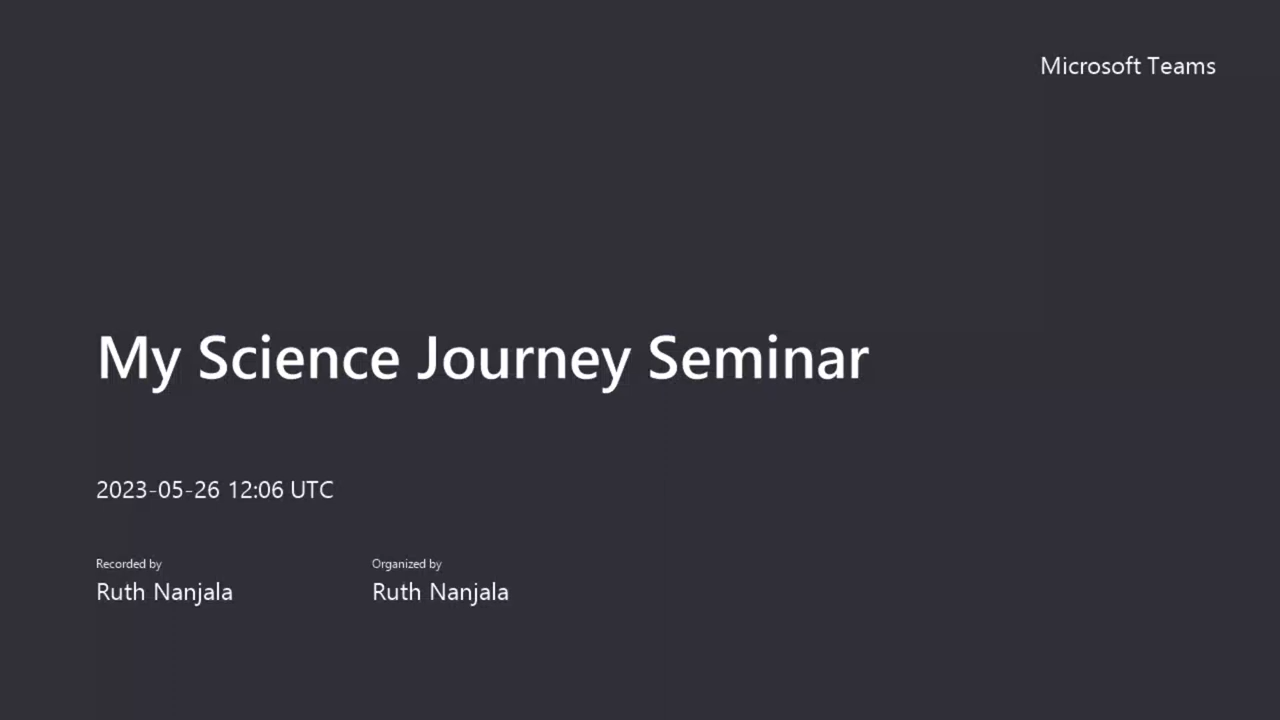 Microsoft Teams
My Science Journey Seminar
2023-05-26 12:06 UTC
Recorded by
Ruth Nanjala
Organized by
Ruth Nanjala